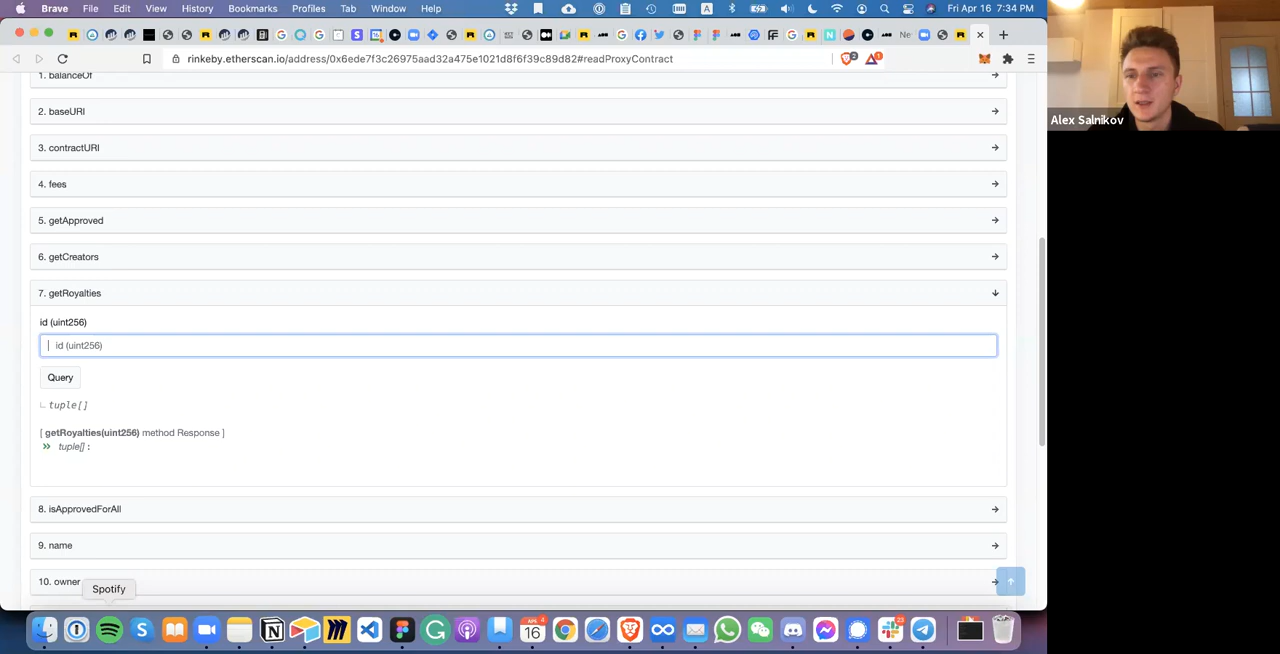 Brave File Edit View History Bookmarks Profiles Tab Window Help
Fri Apr 16 7:34 PM
rinkeby.etherscan.io/address/0x6ede7f3c26975aad32a475e1021d8f6f39c89d82#readProxyContract
1. balanceOf
2. baseURI
3. contractURI
4. fees
5. getApproved
6. getCreators
7. getRoyalties
id (uint256)
id (uint256)
Query
tuple[]
[ getRoyalties(uint256) method Response ]
>> tuple[] :
8. isApprovedForAll
9. name
10. owner
Spotify
Alex Salnikov